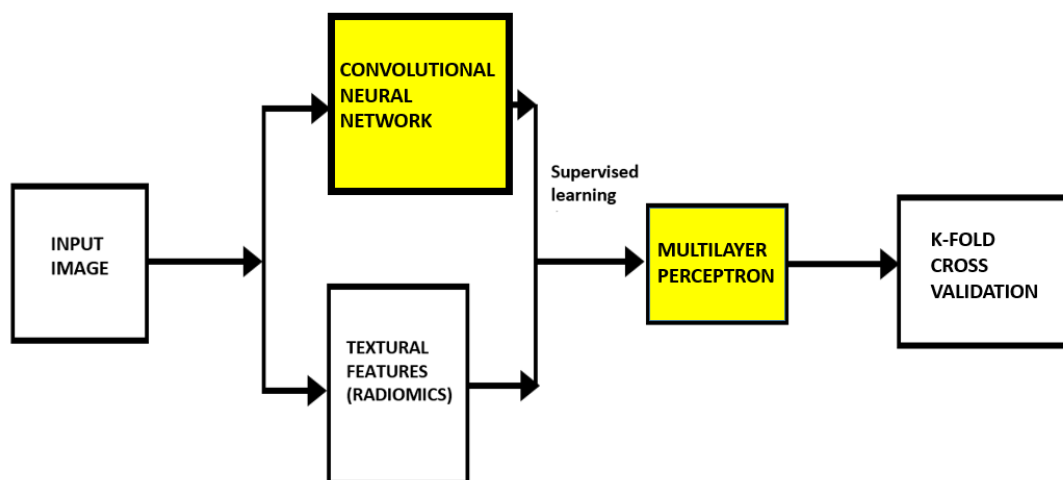 CONVOLUTIONAL
NEURAL
NETWORK
Supervised
learning
INPUT
IMAGE
MULTILAYER
PERCEPTRON
K-FOLD
CROSS
VALIDATION
TEXTURAL
FEATURES
(RADIOMICS)